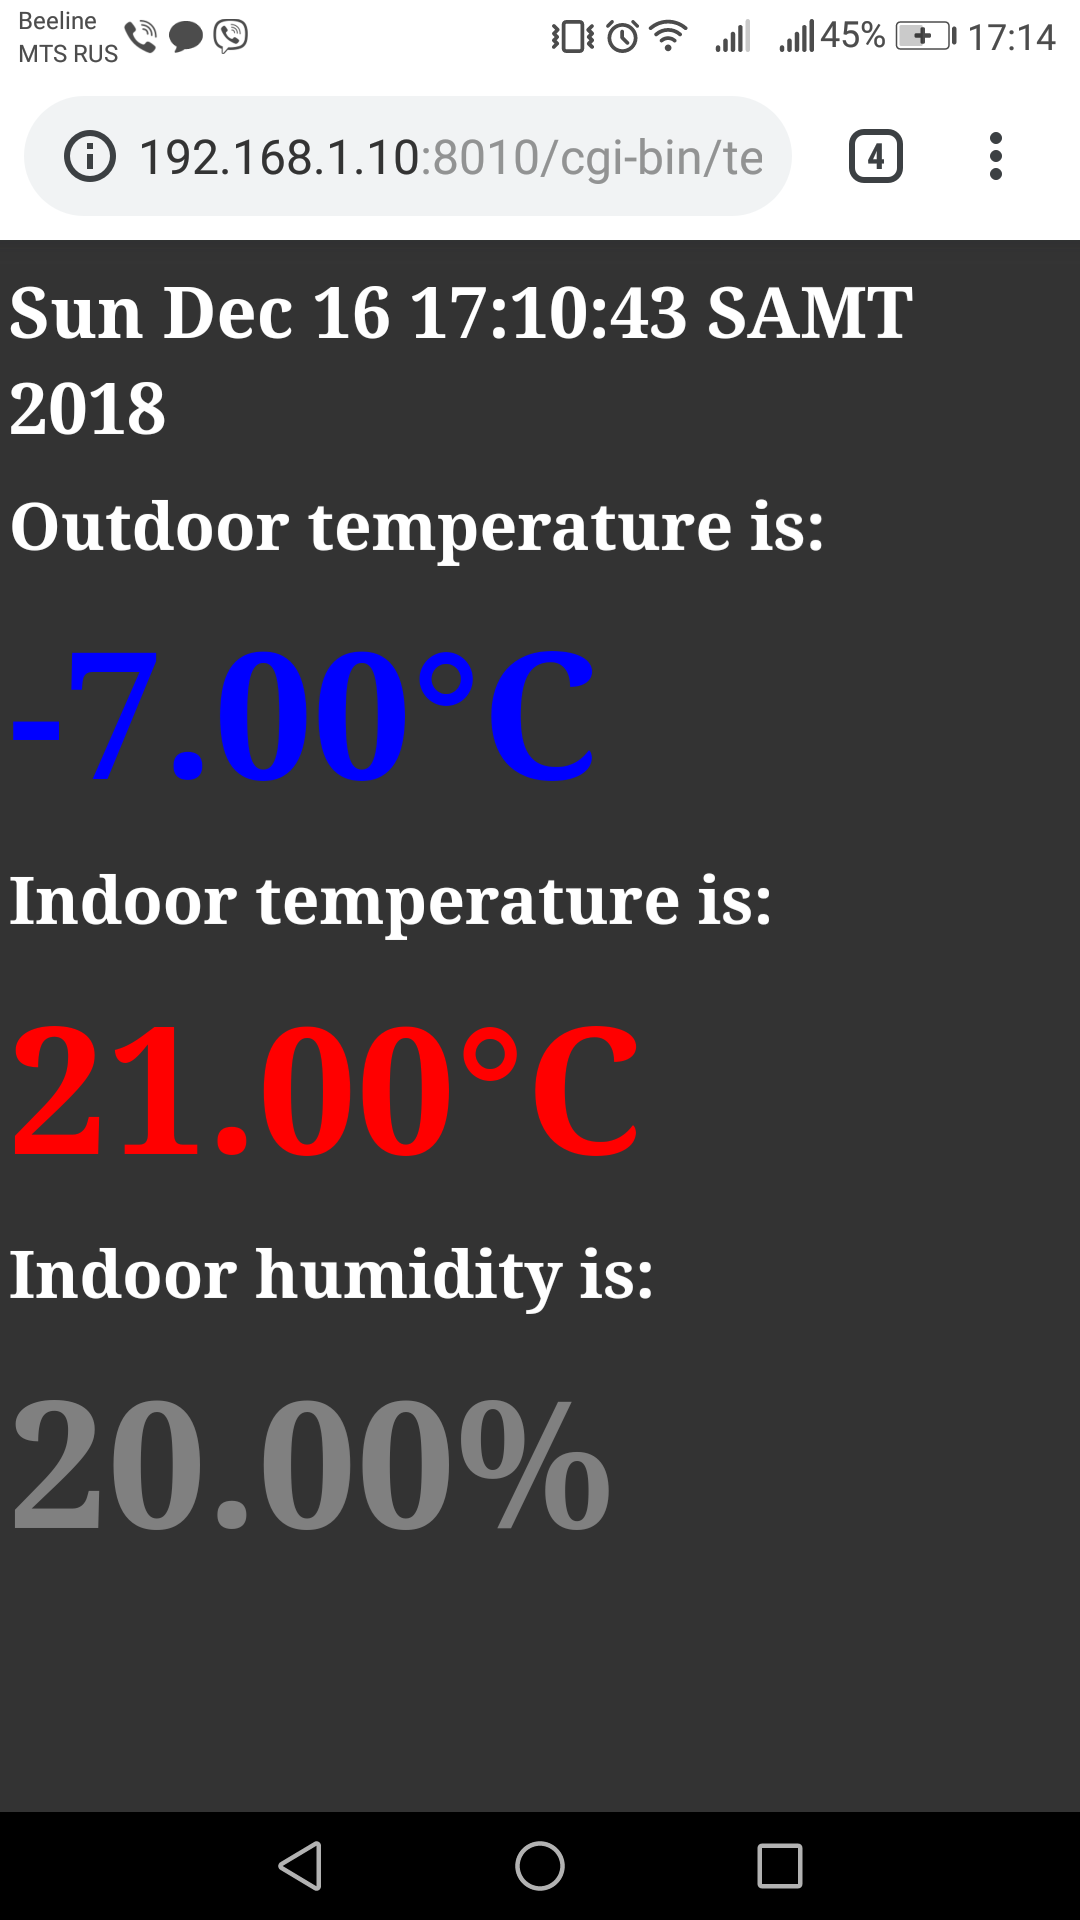 Beeline
MTS RUS
45% 17:14
192.168.1.10:8010/cgi-bin/te
4
Sun Dec 16 17:10:43 SAMT
2018
Outdoor temperature is:
-7.00°C
Indoor temperature is:
21.00°C
Indoor humidity is:
20.00%